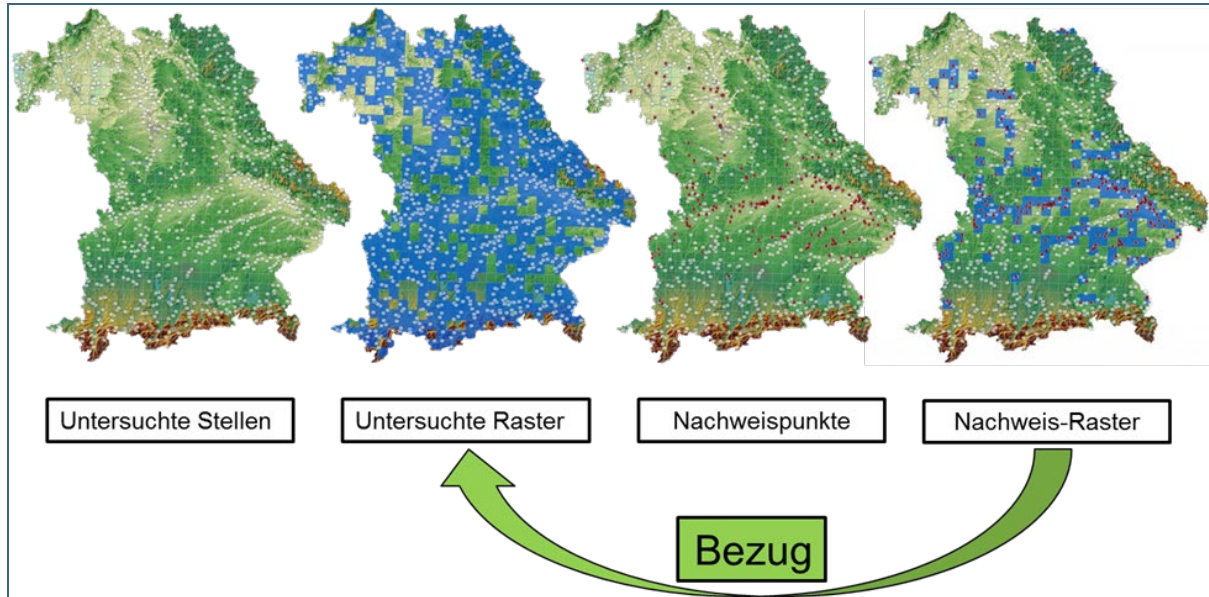 Untersuchte Stellen
Untersuchte Raster
Nachweispunkte
Nachweis-Raster
Bezug